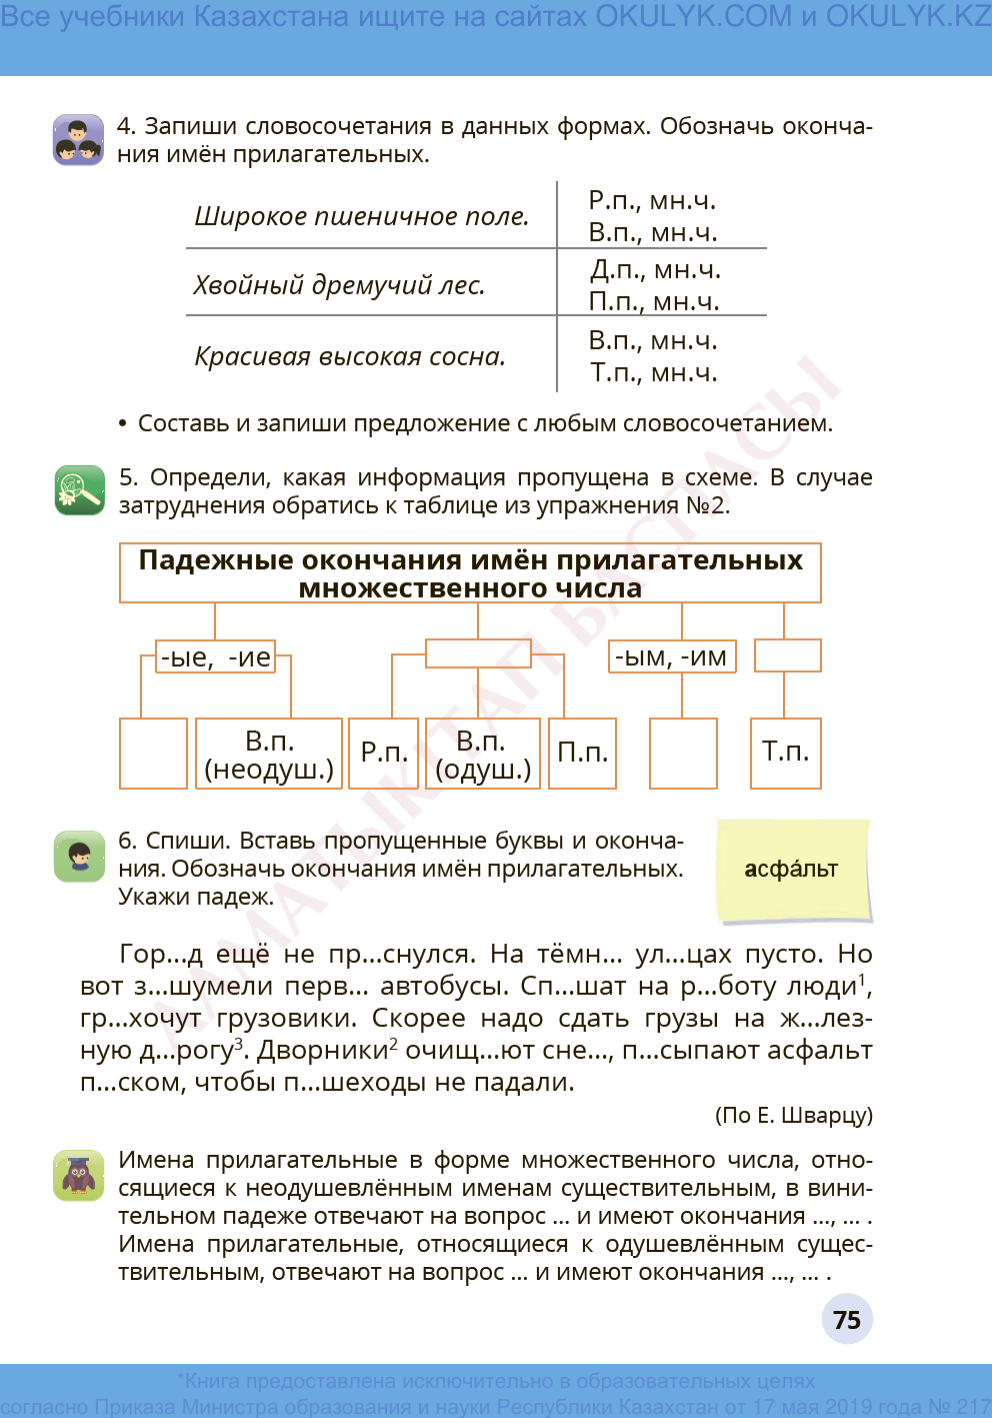 Все учебники Казахстана ищите на сайтах OKULYK.COM и OKULYK.KZ
4. Запиши словосочетания в данных формах. Обозначь оконча-
ния имён прилагательных.
Широкое пшеничное поле.
Р.п., мн.ч.
В.п., мн.ч.
Хвойный дремучий лес.
Д.п., мн.ч.
П.п., мн.ч.
Красивая высокая сосна.
В.п., мн.ч.
Т.п., мн.ч.
• Составь и запиши предложение с любым словосочетанием.
5. Определи, какая информация пропущена в схеме. В случае
затруднения обратись к таблице из упражнения №2.
Падежные окончания имён прилагательных
множественного числа
-ые, -ие
-ым, -им
В.п.
(неодуш.)
Р.п.
В.п.
(одуш.)
П.п.
Т.п.
6. Спиши. Вставь пропущенные буквы и оконча-
ния. Обозначь окончания имён прилагательных.
Укажи падеж.
асфáльт
Гор...д ещё не пр...снулся. На тёмн... ул...цах пусто. Но
вот з...шумели перв... автобусы. Сп...шат на р...боту люди¹,
гр...хочут грузовики. Скорее надо сдать грузы на ж...лез-
ную д...рогу³. Дворники² очищ...ют сне..., п...сыпают асфальт
п...ском, чтобы п...шеходы не падали.
(По Е. Шварцу)
Имена прилагательные в форме множественного числа, отно-
сящиеся к неодушевлённым именам существительным, в вини-
тельном падеже отвечают на вопрос ... и имеют окончания ..., ... .
Имена прилагательные, относящиеся к одушевлённым сущес-
твительным, отвечают на вопрос ... и имеют окончания ..., ... .
75
АЛМАТЫКІТАП БАСПАСЫ
*Книга предоставлена исключительно в образовательных целях
согласно Приказа Министра образования и науки Республики Казахстан от 17 мая 2019 года № 217